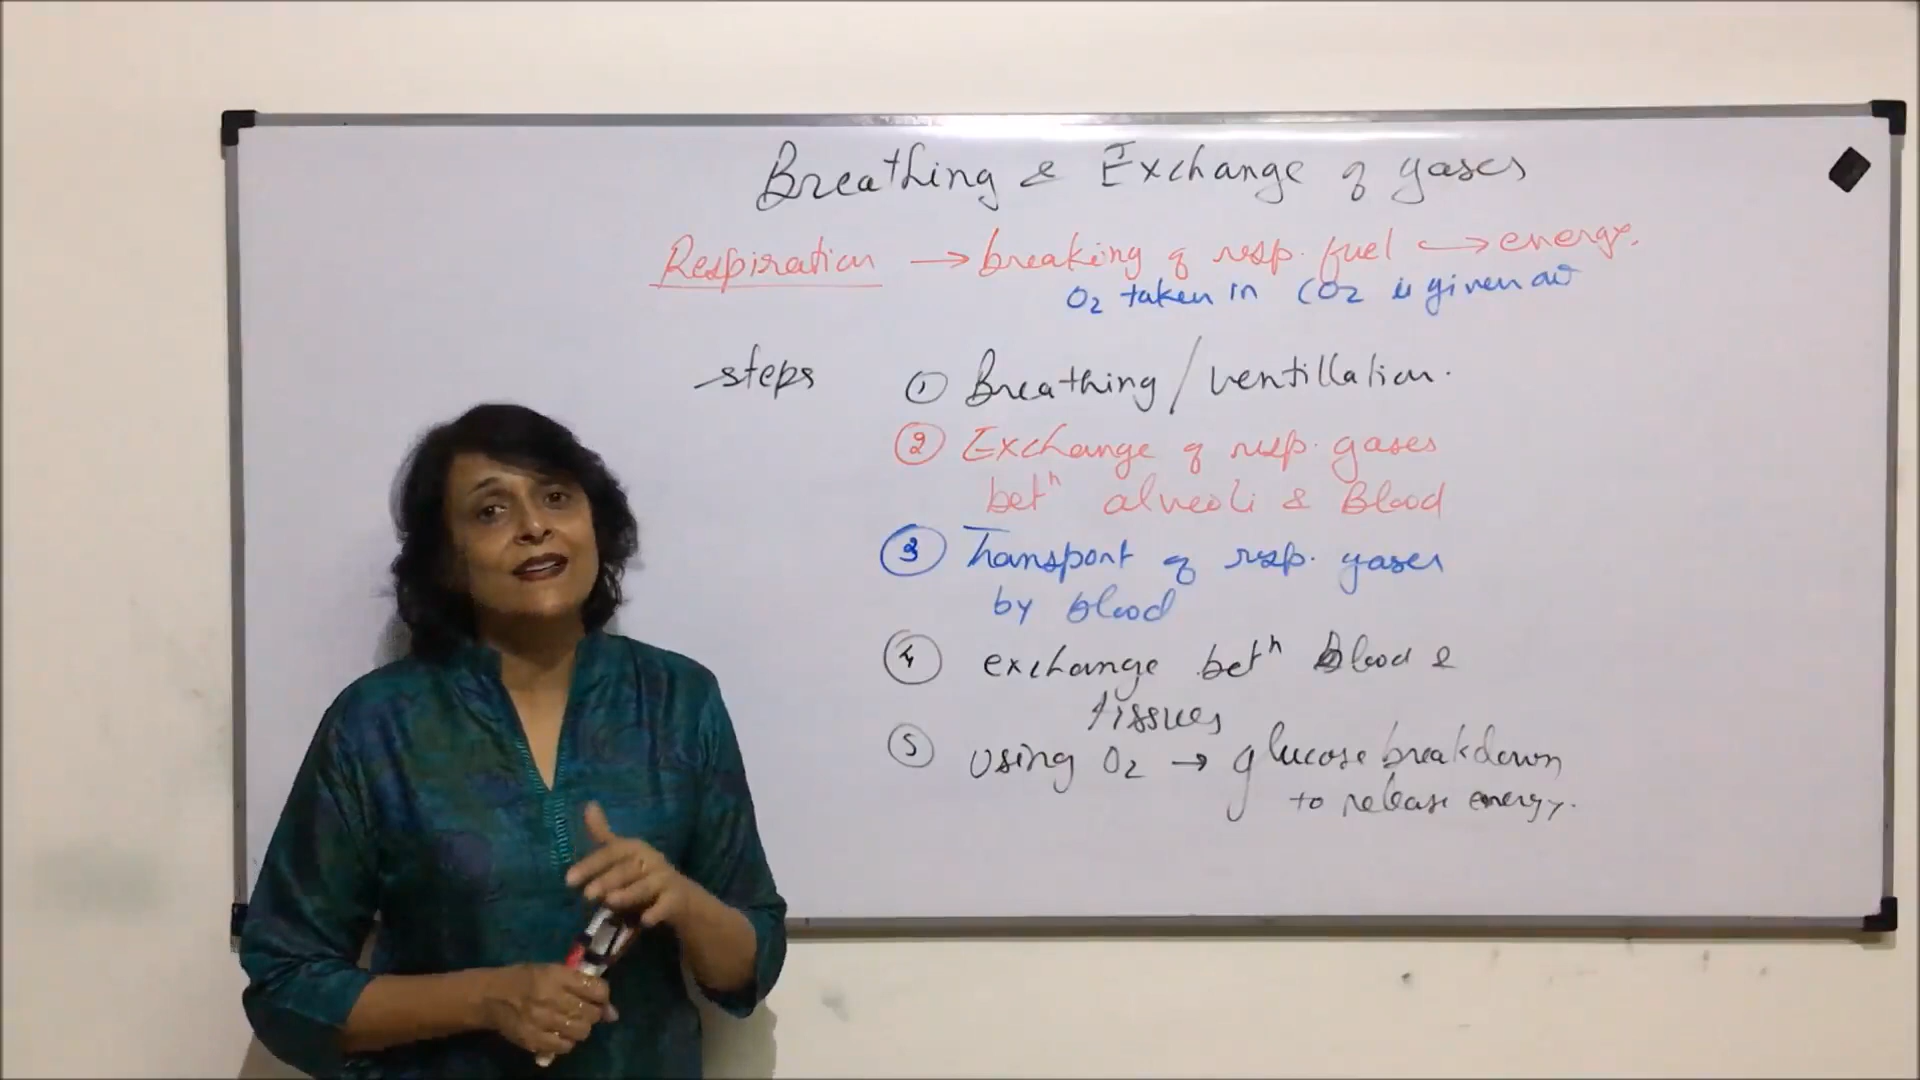 Breathing & Exchange of gases
Respiration → breaking of resp. fuel → energy.
O2 taken in CO2 is given out
steps
① Breathing / ventillation.
② Exchange of resp. gases
betn alveoli & Blood
③ Transport of resp. gases
by blood
④ exchange betn Blood &
tissues
⑤ Using O2 → glucose breakdown
to release energy.